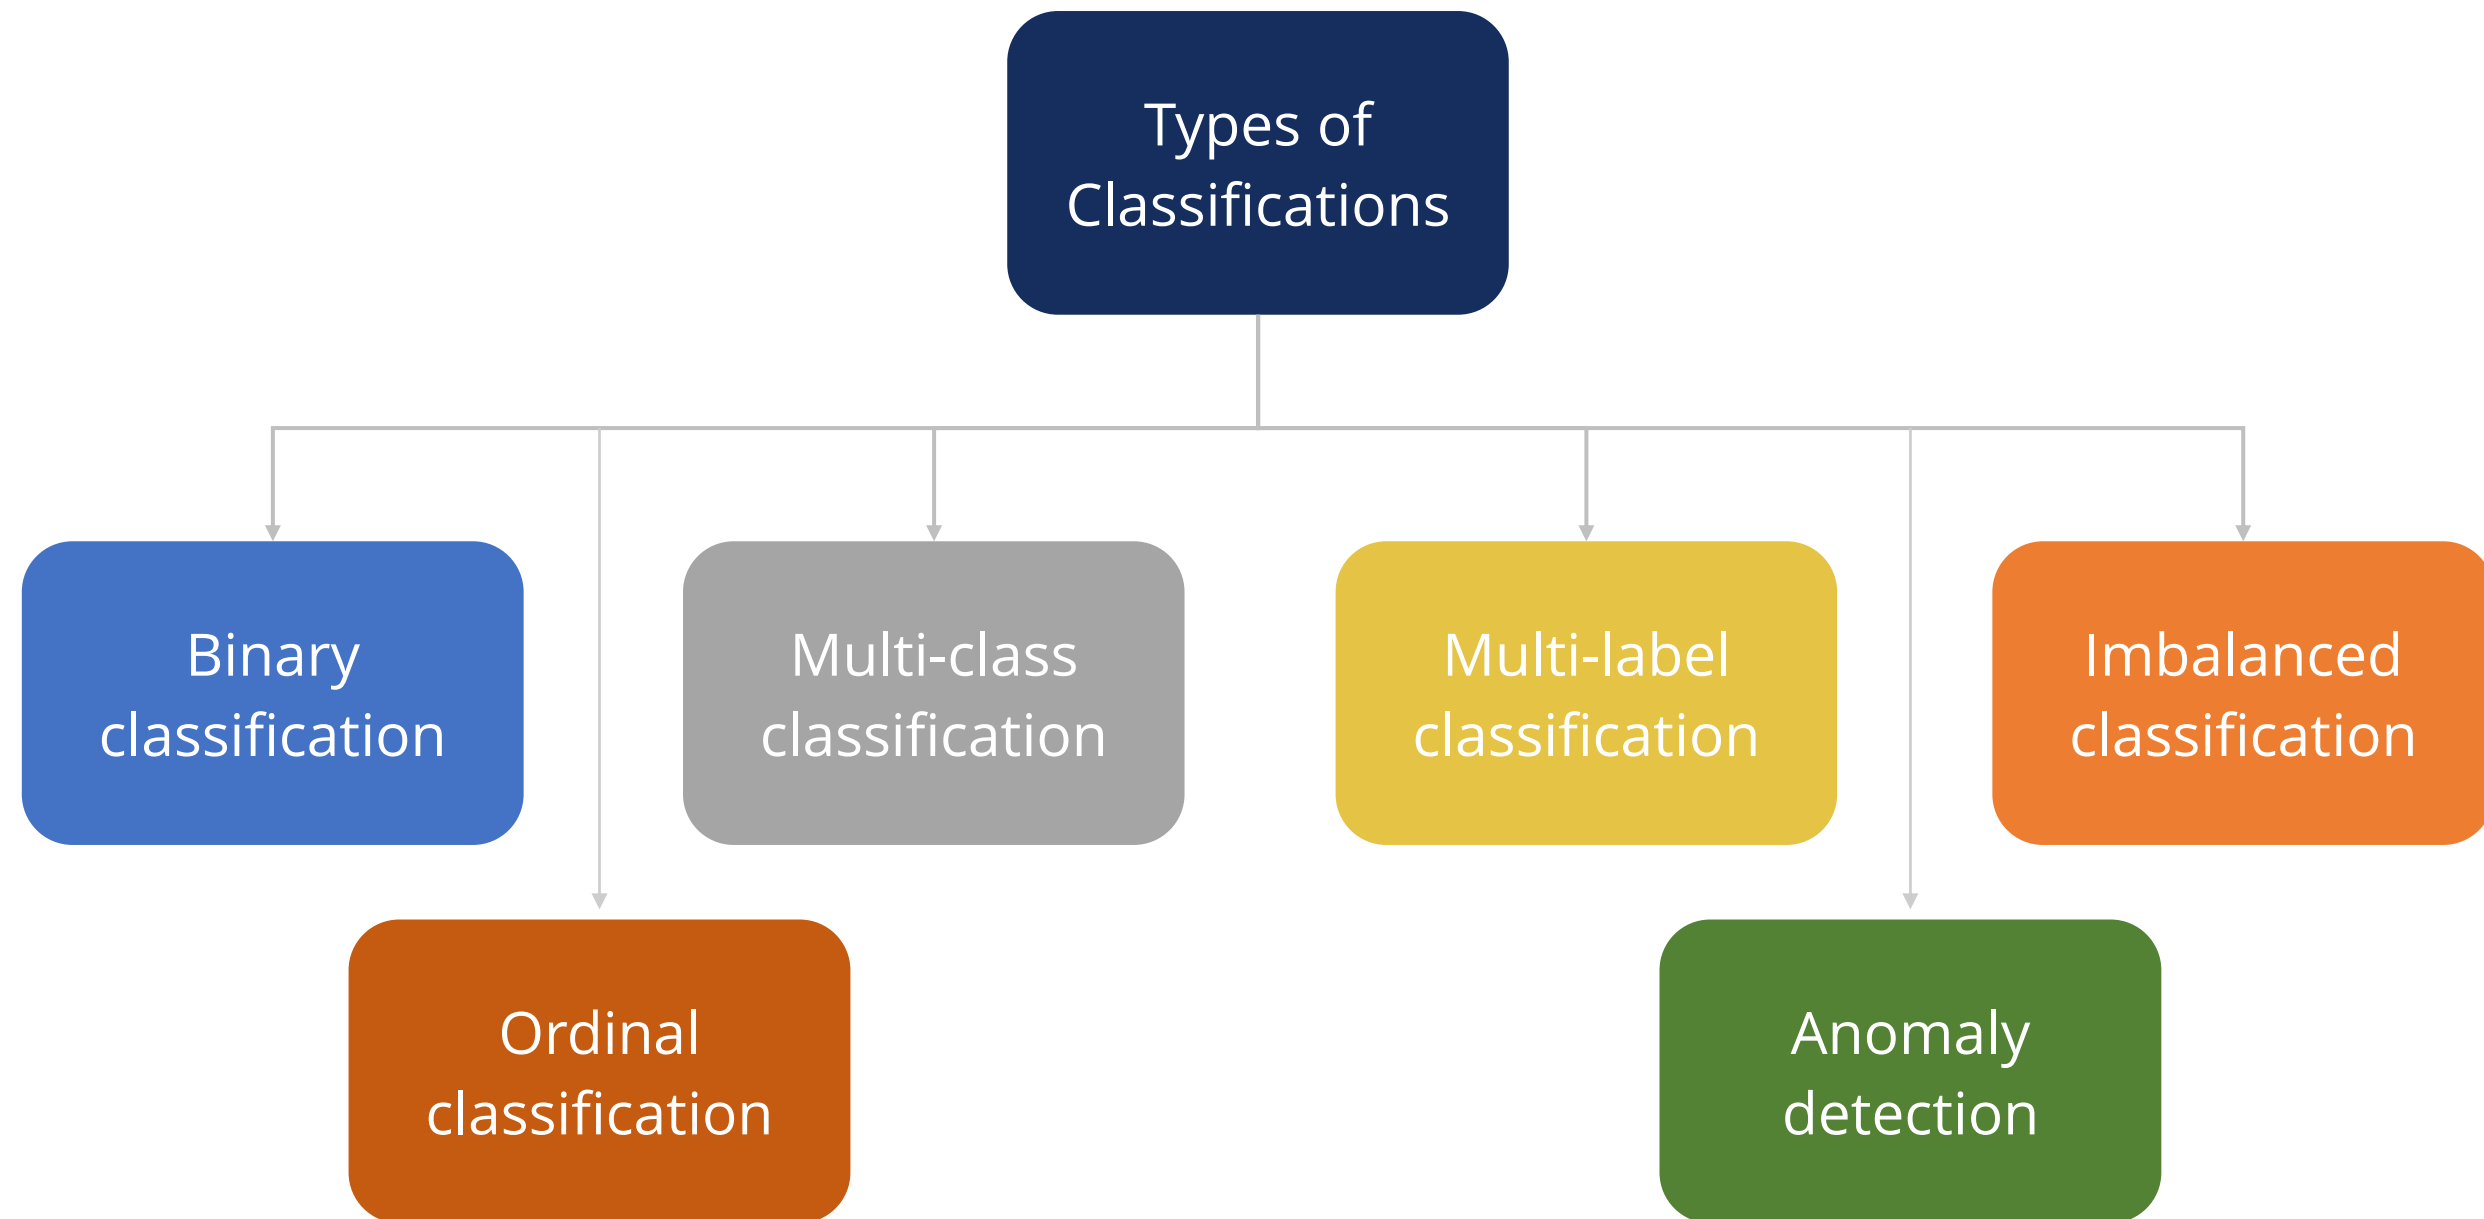 Types of
Classifications
Binary
classification
Multi-class
classification
Multi-label
classification
Imbalanced
classification
Ordinal
classification
Anomaly
detection